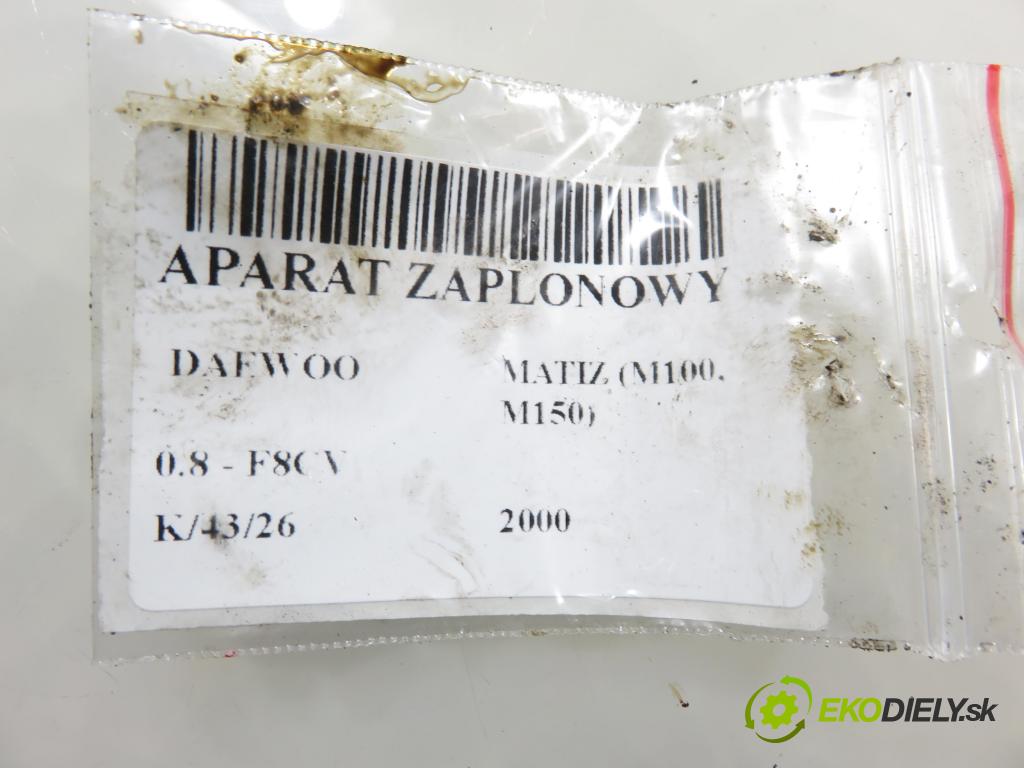 APARAT ZAPLONOWY
DAEWOO MATIZ (M100,
M150)
0.8 - F8CV
K/43/26 2000
EKODIELY.sk